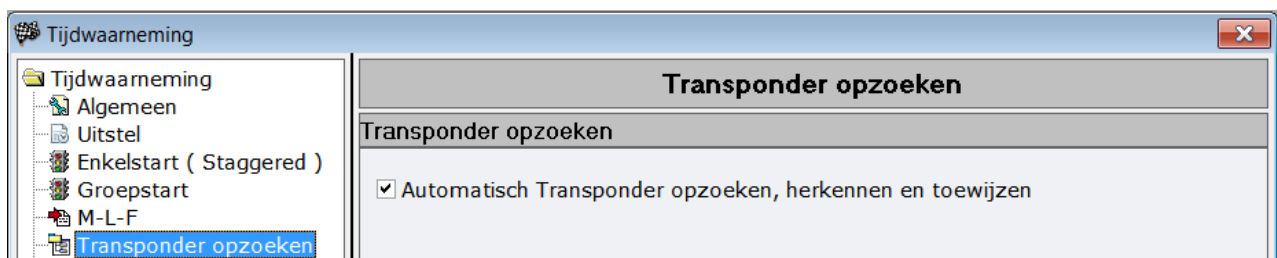 Tijdwaarneming
Tijdwaarneming
Algemeen
Uitstel
Enkelstart ( Staggered )
Groepstart
M-L-F
Transponder opzoeken
Transponder opzoeken
Transponder opzoeken
Automatisch Transponder opzoeken, herkennen en toewijzen